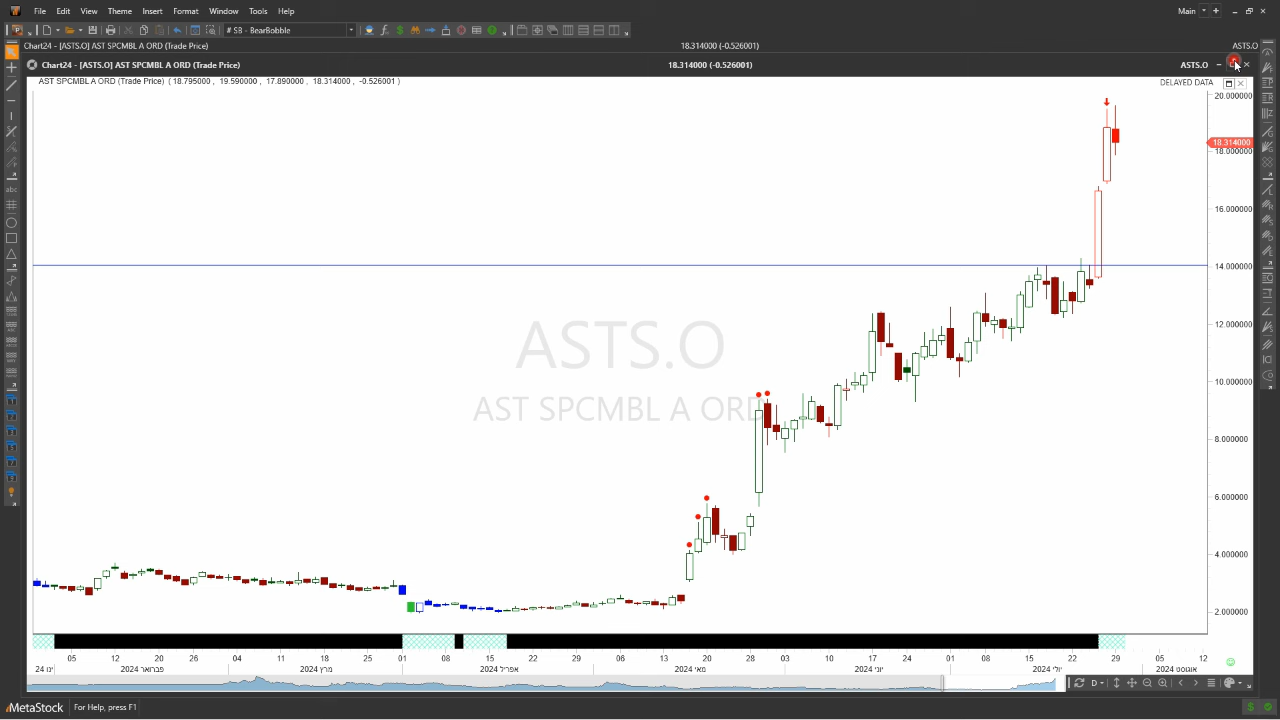 File Edit View Theme Insert Format Window Tools Help Main
# SB - BearBobble
Chart24 - [ASTS.O] AST SPCMBL A ORD (Trade Price) 18.314000 (-0.526001) ASTS.O
Chart24 - [ASTS.O] AST SPCMBL A ORD (Trade Price) 18.314000 (-0.526001) ASTS.O
AST SPCMBL A ORD (Trade Price) ( 18.795000, 19.590000, 17.890000, 18.314000, -0.526001 ) DELAYED DATA
20.000000
18.314000
18.000000
16.000000
abc
14.000000
12.000000
ASTS.O
10.000000
AST SPCMBL A ORD
8.000000
6.000000
4.000000
2.000000
05 12 20 26 04 11 18 25 01 08 15 22 29 06 13 20 28 03 10 17 24 01 08 15 22 29 05 12
ינו 24 פברואר 2024 מרץ 2024 אפריל 2024 מאי 2024 יוני 2024 יולי 2024 אוגוסט 2024
D
MetaStock For Help, press F1